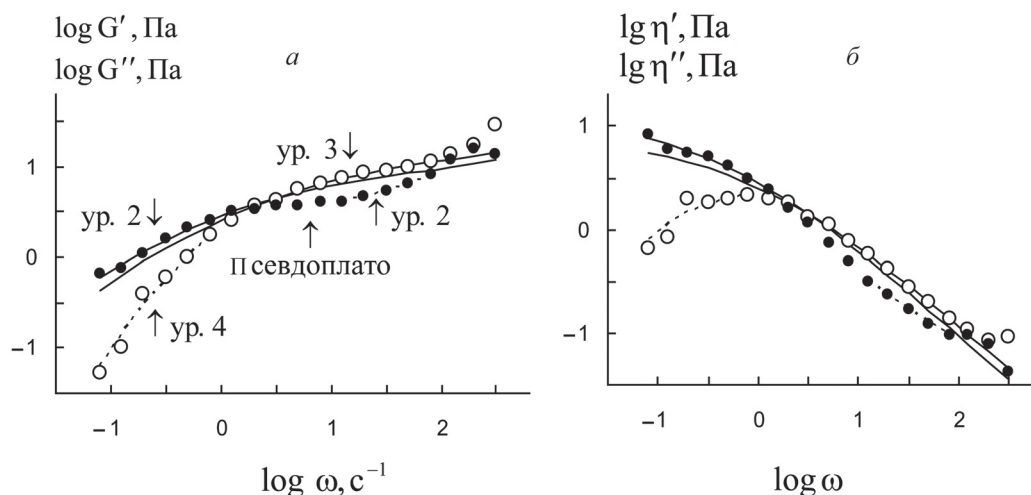 log G′, Па
log G″, Па
а
1
0
−1
ур. 3 ↓
ур. 2 ↓
↑ ур. 2
Псевдоплато
↑ ур. 4
−1 0 1 2
log ω, с⁻¹
lg η′, Па
lg η″, Па
б
1
0
−1
−1 0 1 2
log ω